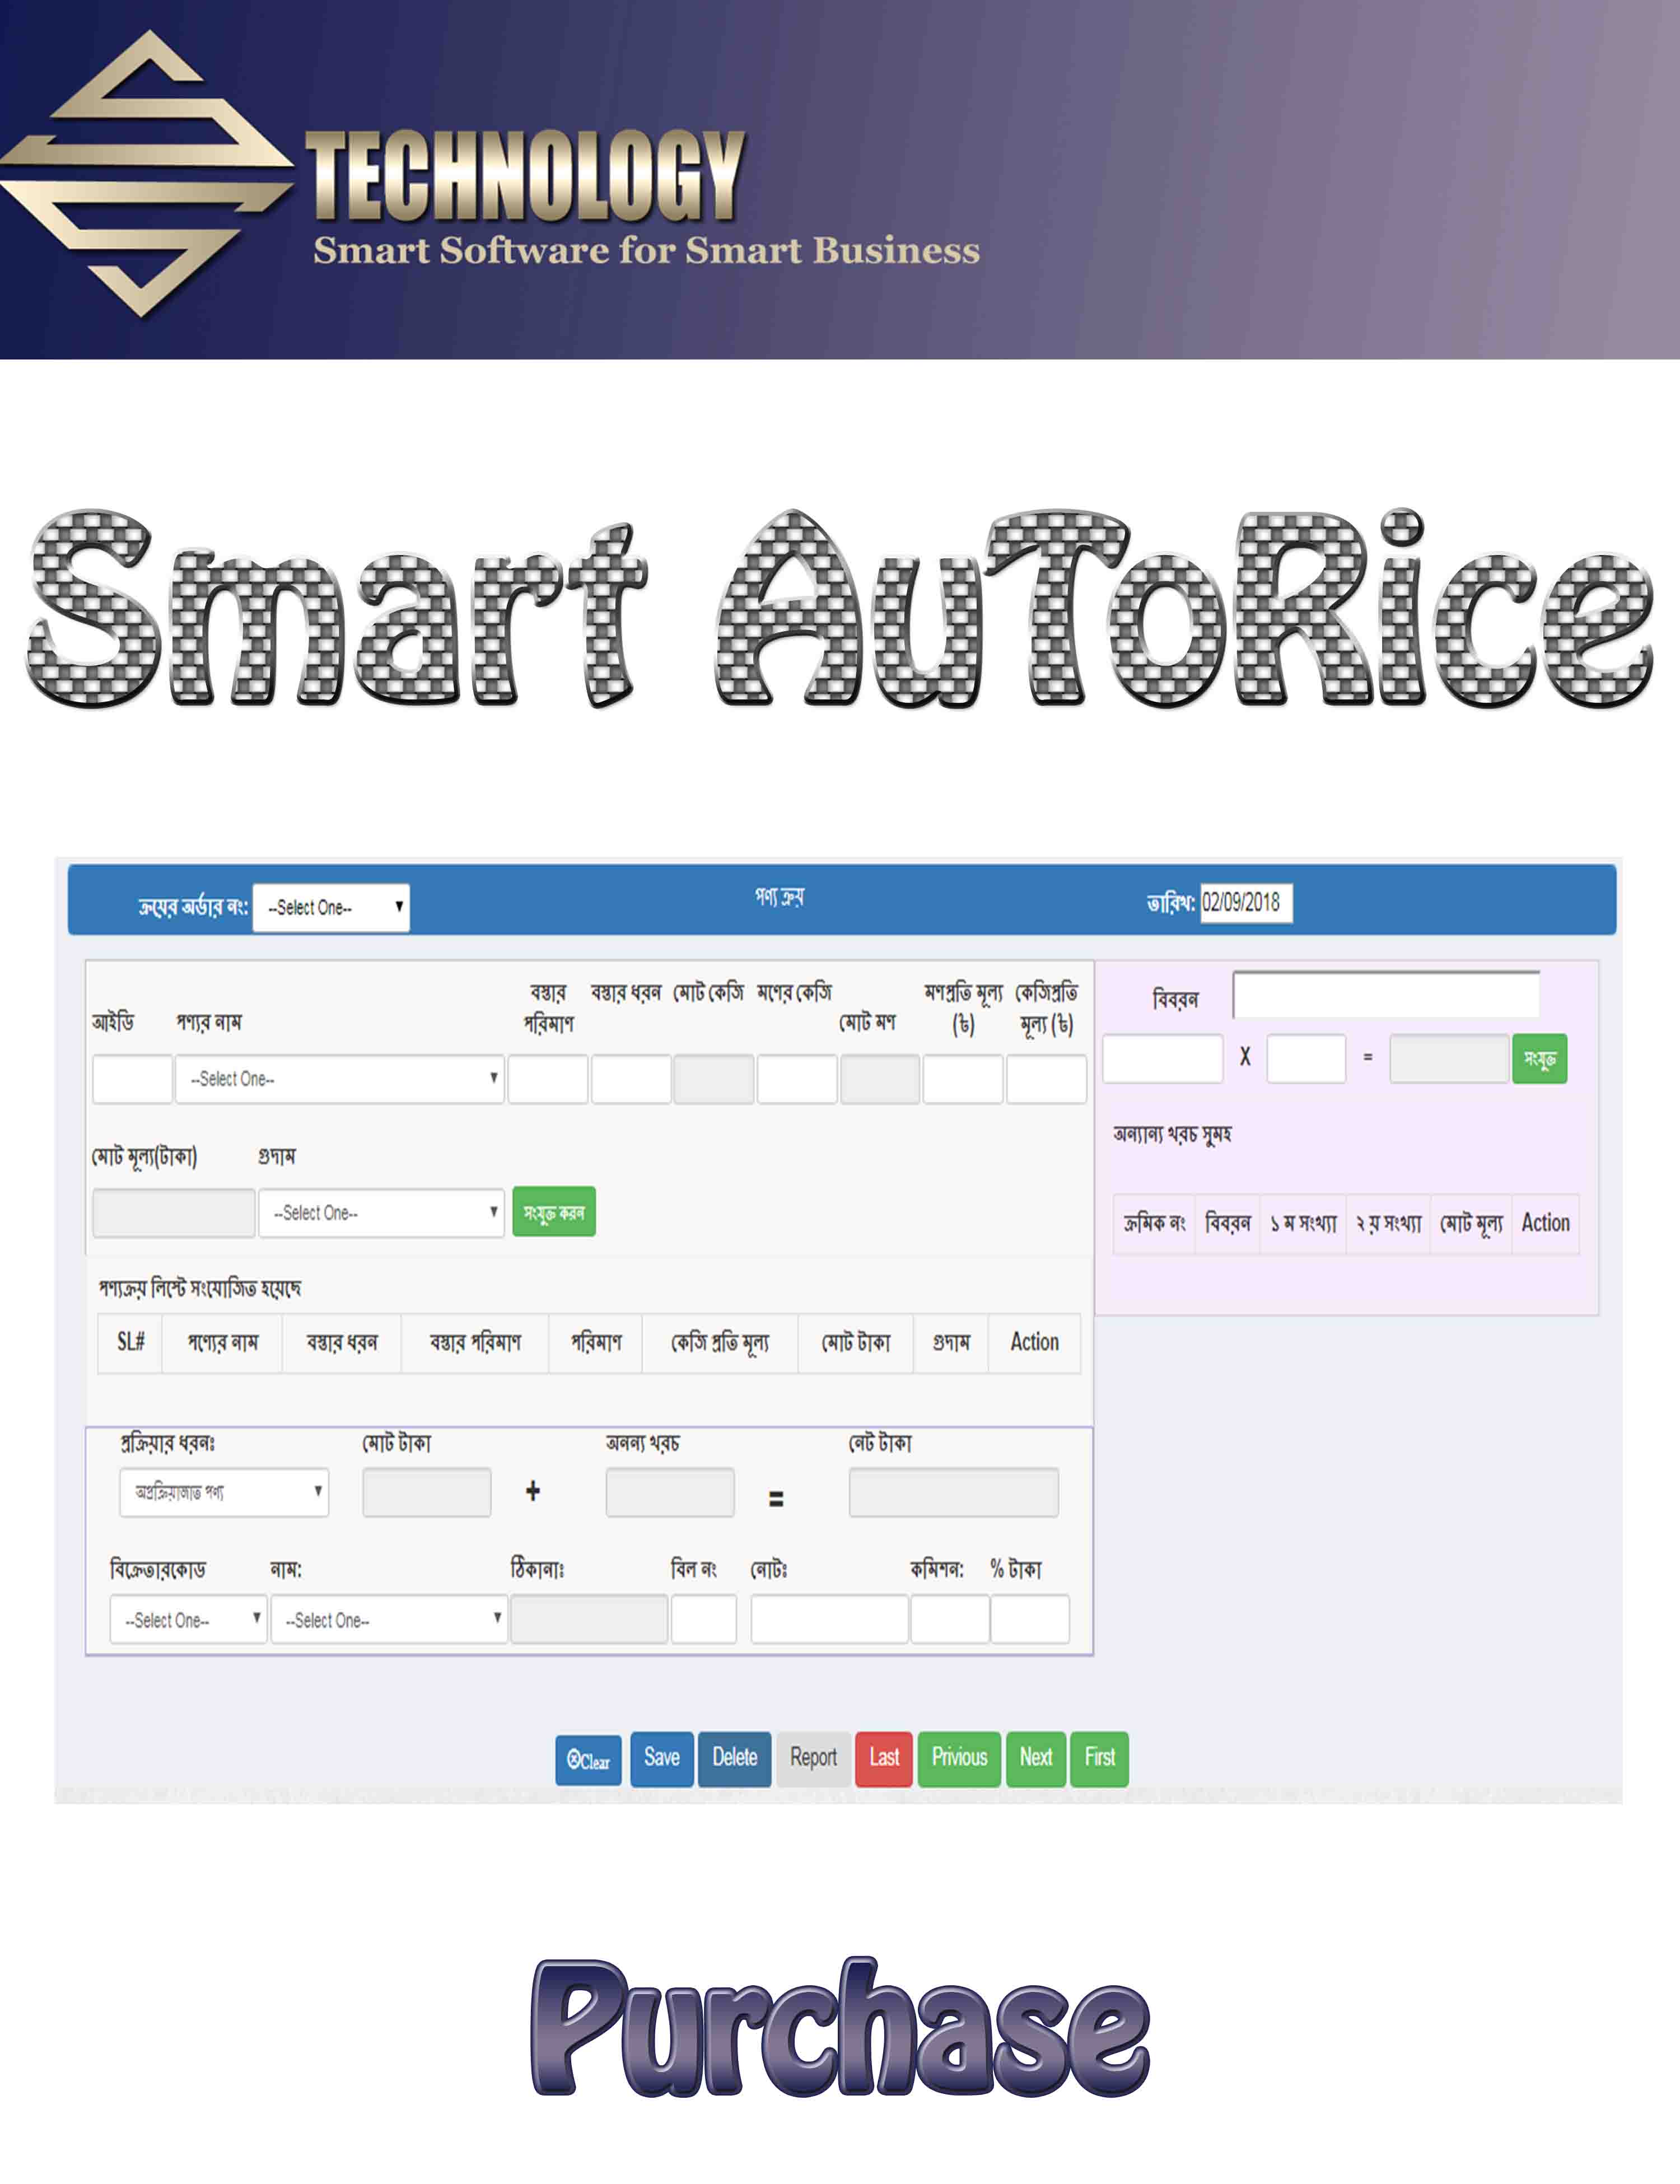 TECHNOLOGY
Smart Software for Smart Business
Smart AuToRice
ক্রয়ের অর্ডার নং: --Select One-- পণ্য ক্রয় তারিখ: 02/09/2018
আইডি পণ্যর নাম বস্তার পরিমাণ বস্তার ধরন মোট কেজি মণের কেজি মোট মণ মণপ্রতি মূল্য (৳) কেজিপ্রতি মূল্য (৳)
--Select One--
মোট মূল্য(টাকা) গুদাম
--Select One-- সংযুক্ত করন
বিবরন
X = সংযুক্ত
অন্যান্য খরচ সুমহ
ক্রমিক নং বিবরন ১ ম সংখ্যা ২ য় সংখ্যা মোট মূল্য Action
পণ্যক্রয় লিস্টে সংযোজিত হয়েছে
SL# পণ্যের নাম বস্তার ধরন বস্তার পরিমাণ পরিমাণ কেজি প্রতি মূল্য মোট টাকা গুদাম Action
প্রক্রিয়ার ধরনঃ মোট টাকা অনন্য খরচ নেট টাকা
অপ্রক্রিয়াজাত পণ্য + =
বিক্রেতারকোড নাম: ঠিকানাঃ বিল নং নোটঃ কমিশন: % টাকা
--Select One-- --Select One--
Clear Save Delete Report Last Privious Next First
Purchase